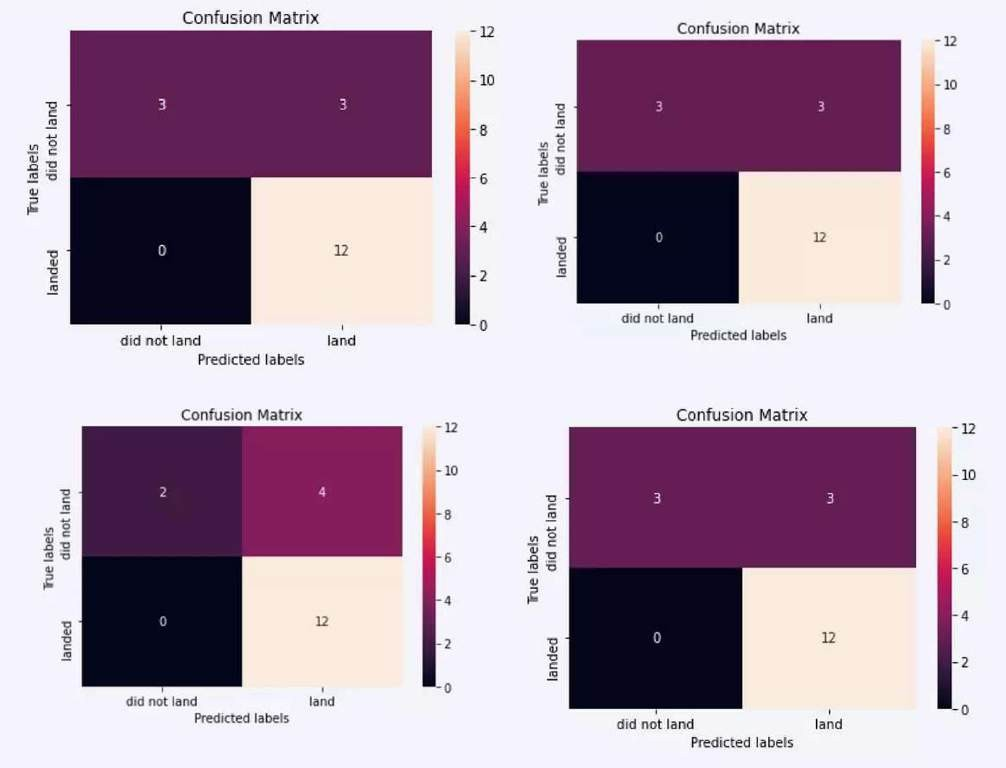 Confusion Matrix
12
10
8
6
4
2
0
True labels
did not land
landed
3 3
0 12
did not land land
Predicted labels
Confusion Matrix
12
10
8
6
4
2
0
True labels
did not land
landed
3 3
0 12
did not land land
Predicted labels
Confusion Matrix
12
10
8
6
4
2
0
True labels
did not land
landed
2 4
0 12
did not land land
Predicted labels
Confusion Matrix
12
10
8
6
4
2
0
True labels
did not land
landed
3 3
0 12
did not land land
Predicted labels